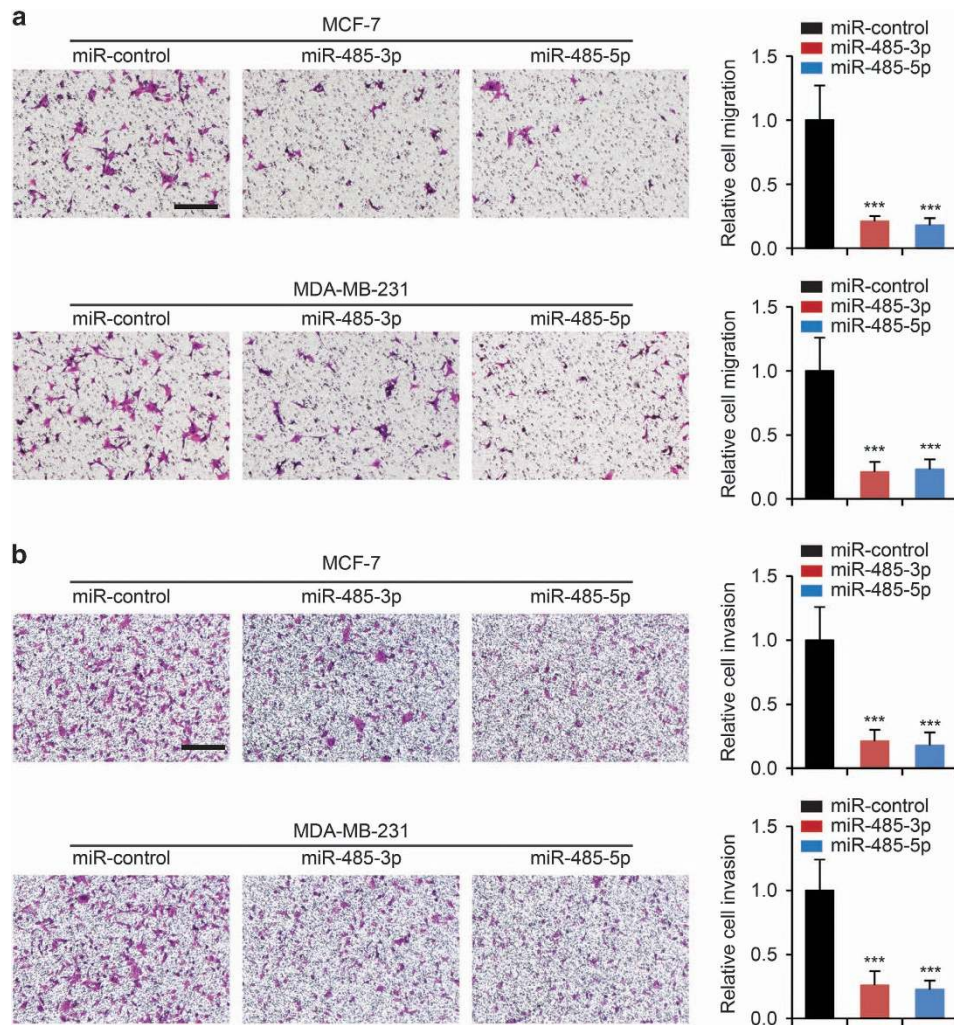 a
MCF-7
miR-control miR-485-3p miR-485-5p
miR-control
miR-485-3p
miR-485-5p
Relative cell migration
1.5
1.0
0.5
0.0
*** ***
MDA-MB-231
miR-control miR-485-3p miR-485-5p
miR-control
miR-485-3p
miR-485-5p
Relative cell migration
1.5
1.0
0.5
0.0
*** ***
b
MCF-7
miR-control miR-485-3p miR-485-5p
miR-control
miR-485-3p
miR-485-5p
Relative cell invasion
1.5
1.0
0.5
0.0
*** ***
MDA-MB-231
miR-control miR-485-3p miR-485-5p
miR-control
miR-485-3p
miR-485-5p
Relative cell invasion
1.5
1.0
0.5
0.0
*** ***